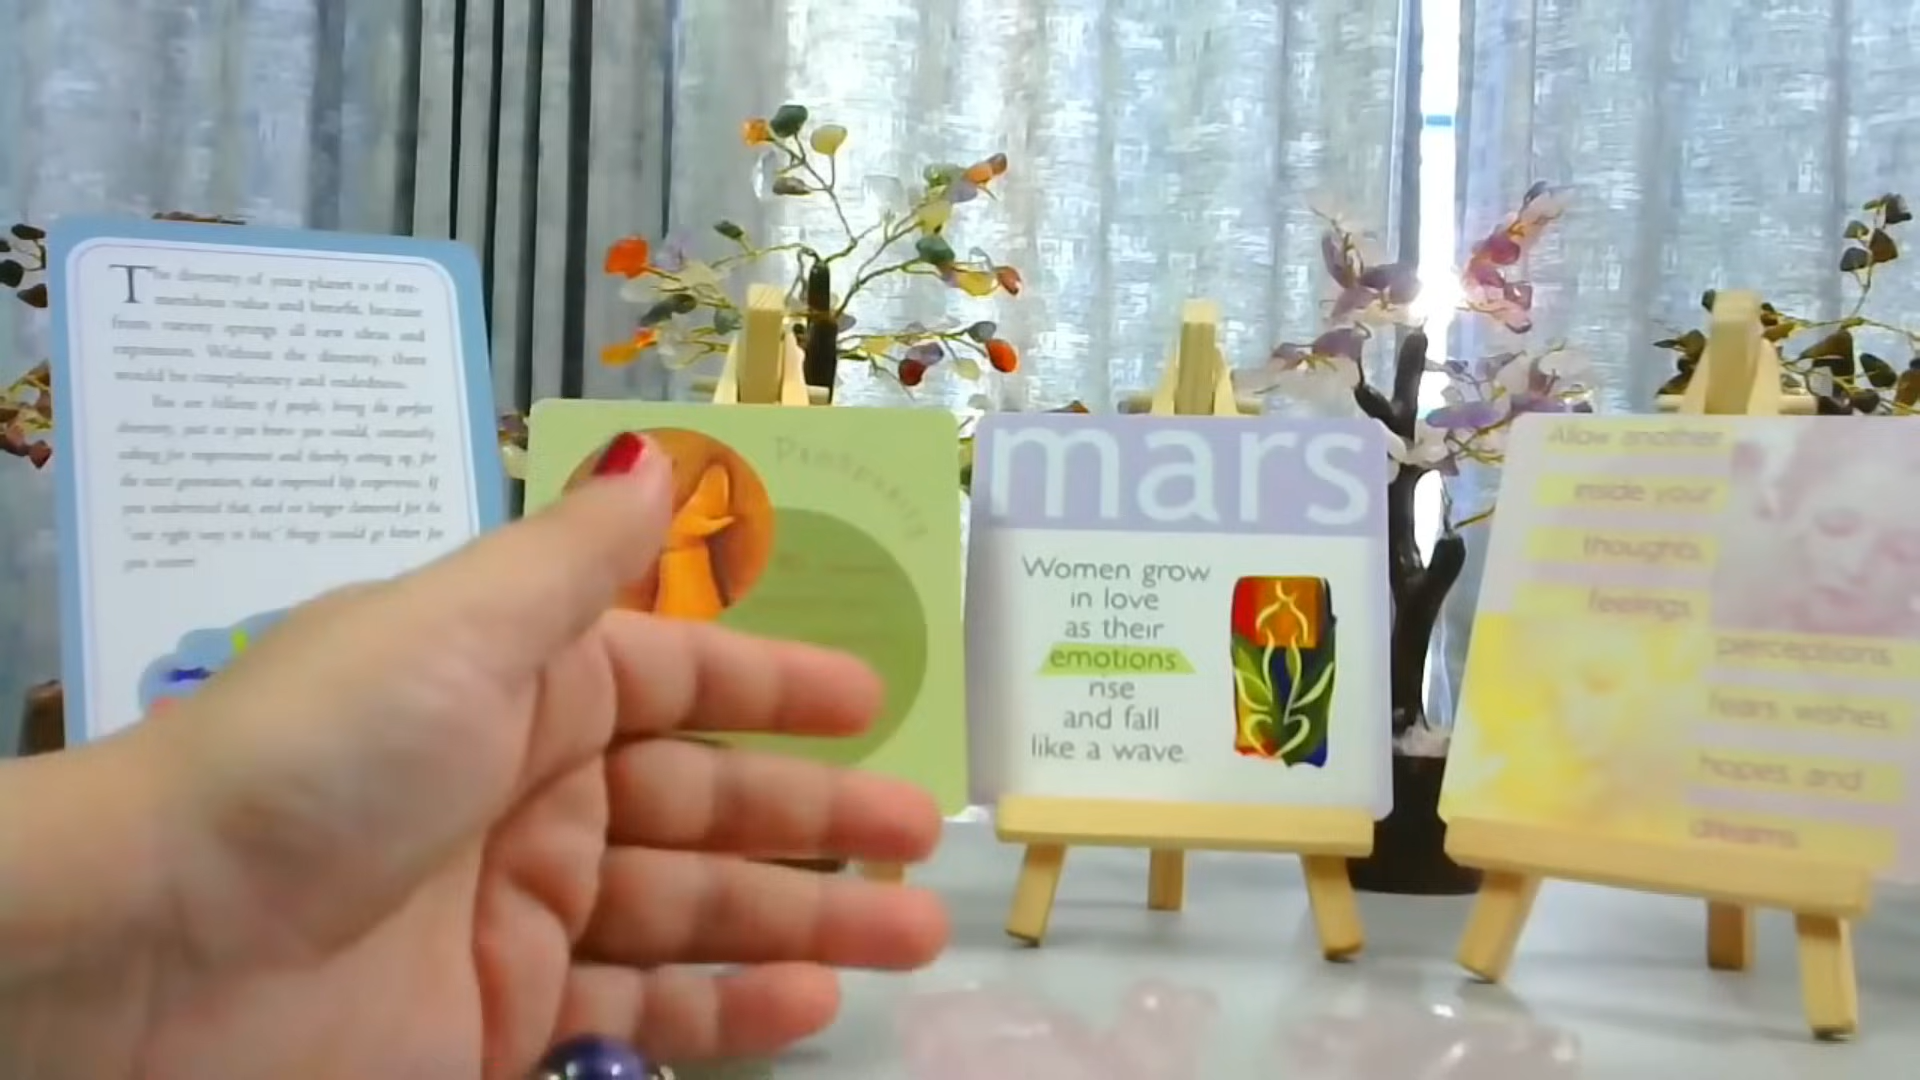 The diversity of your planet is of tre-
mendous value and benefit, because
from variety springs all new ideas and
expansion. Without the diversity, there
would be complacency and endedness.
You are billions of people, living the perfect
diversity, just as you knew you would, constantly
asking for improvement and thereby setting up, for
the next generation, that improved life experience. If
you understood that, and no longer clamored for the
"one right way to live," things would go better for
you sooner.
mars
Women grow
in love
as their
emotions
rise
and fall
like a wave.
Allow another
inside your
thoughts,
feelings,
perceptions,
fears, wishes,
hopes, and
dreams.